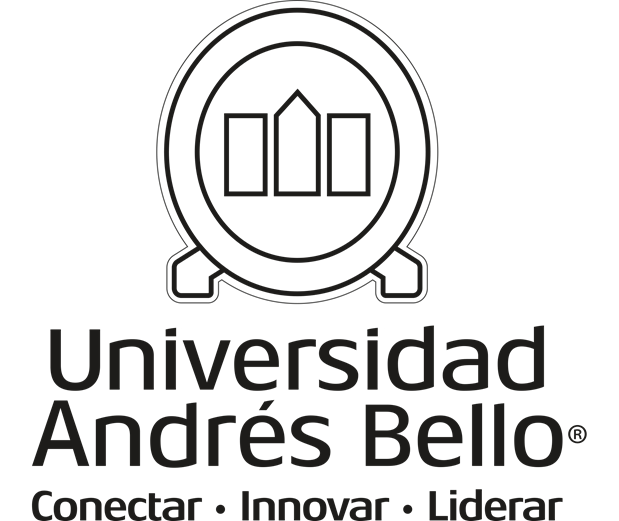 Universidad
Andrés Bello®
Conectar · Innovar · Liderar